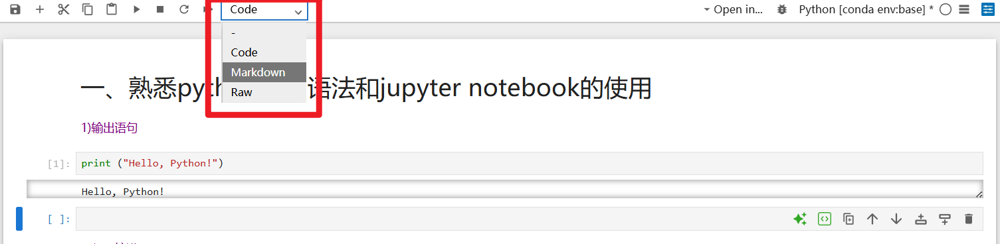 Code
Open in...
Python [conda env:base] *
-
Code
Markdown
Raw
一、熟悉pyth 语法和jupyter notebook的使用
1)输出语句
[1]:
print ("Hello, Python!")
Hello, Python!
[ ]: